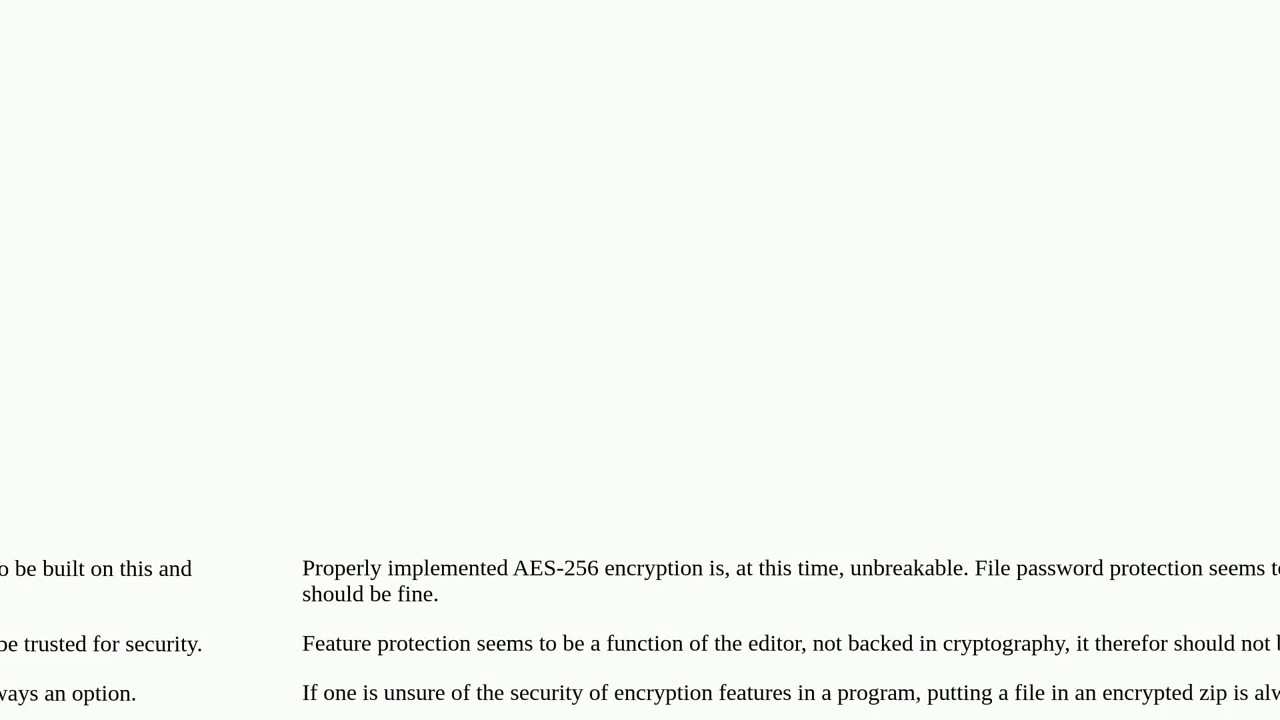 o be built on this and
be trusted for security.
ways an option.
Properly implemented AES-256 encryption is, at this time, unbreakable. File password protection seems t
should be fine.
Feature protection seems to be a function of the editor, not backed in cryptography, it therefor should not
If one is unsure of the security of encryption features in a program, putting a file in an encrypted zip is al